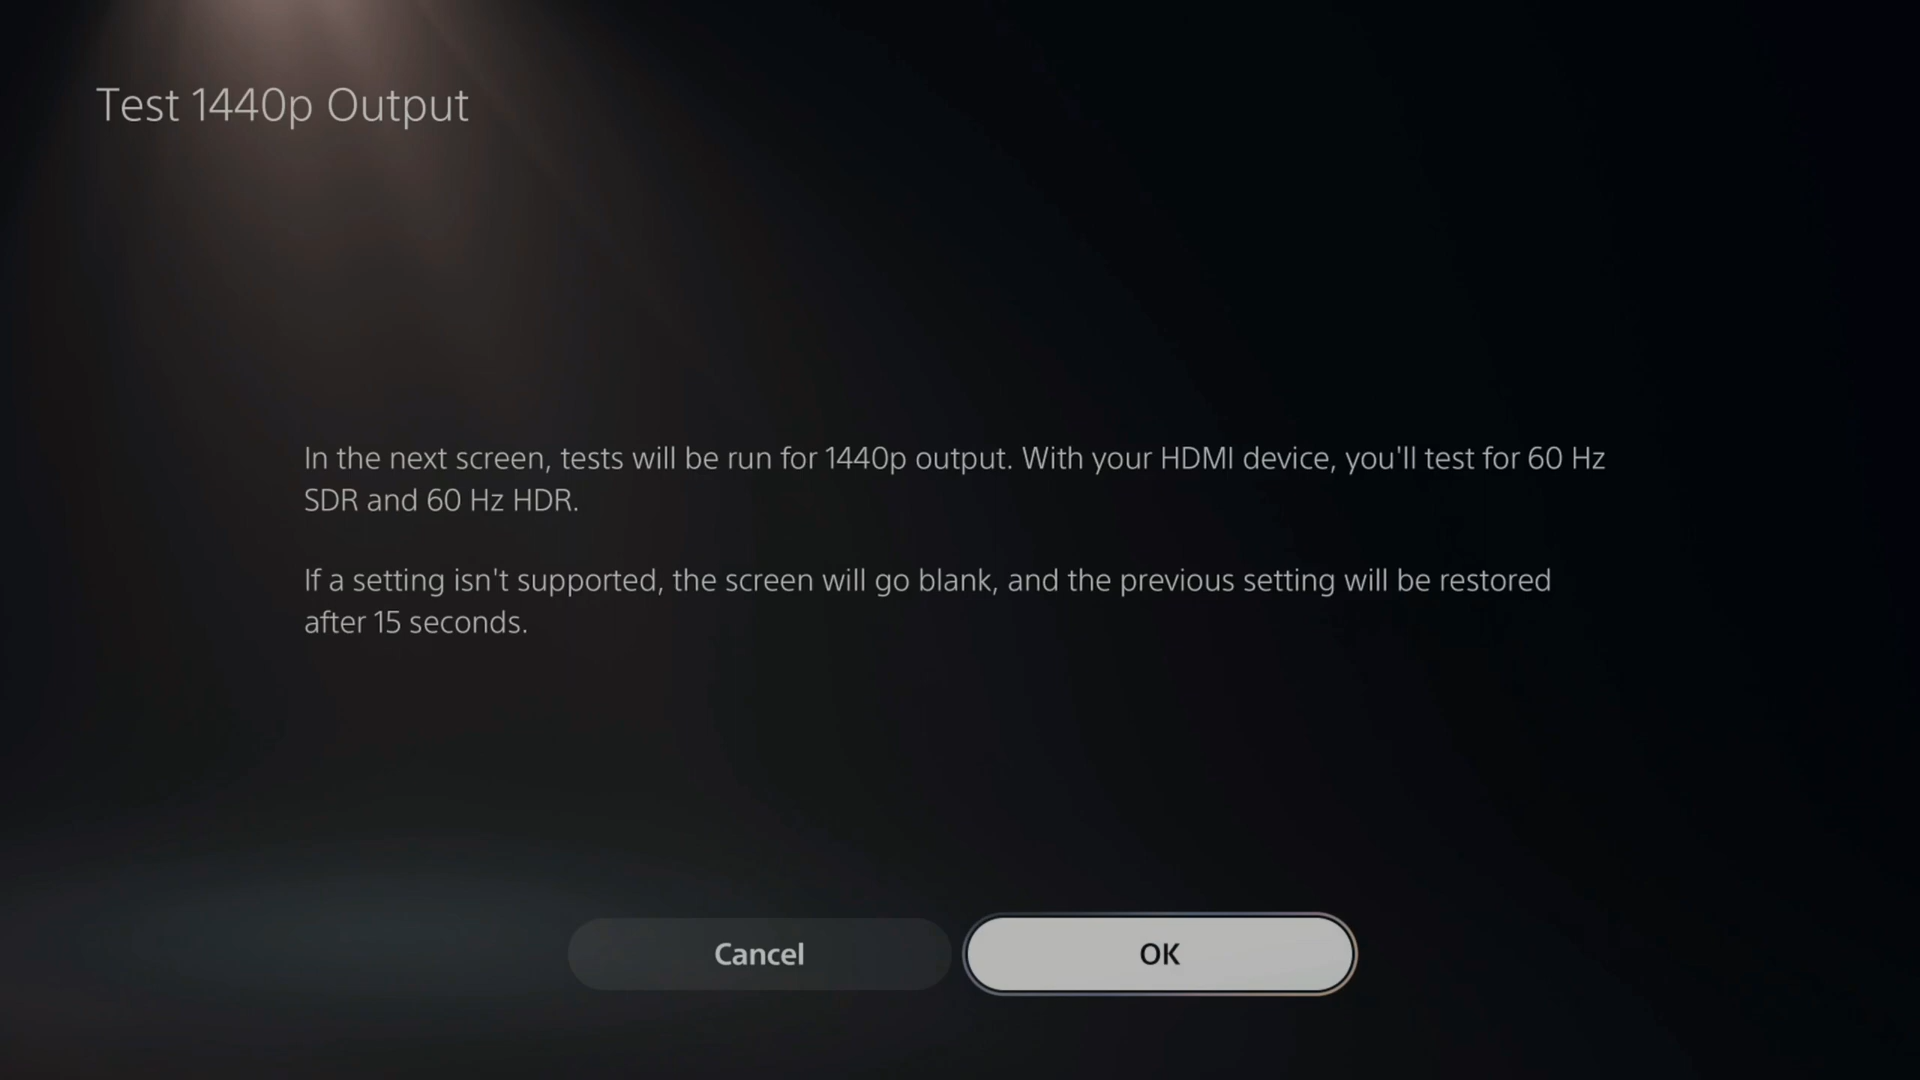 Test 1440p Output
In the next screen, tests will be run for 1440p output. With your HDMI device, you'll test for 60 Hz
SDR and 60 Hz HDR.
If a setting isn't supported, the screen will go blank, and the previous setting will be restored
after 15 seconds.
Cancel
OK